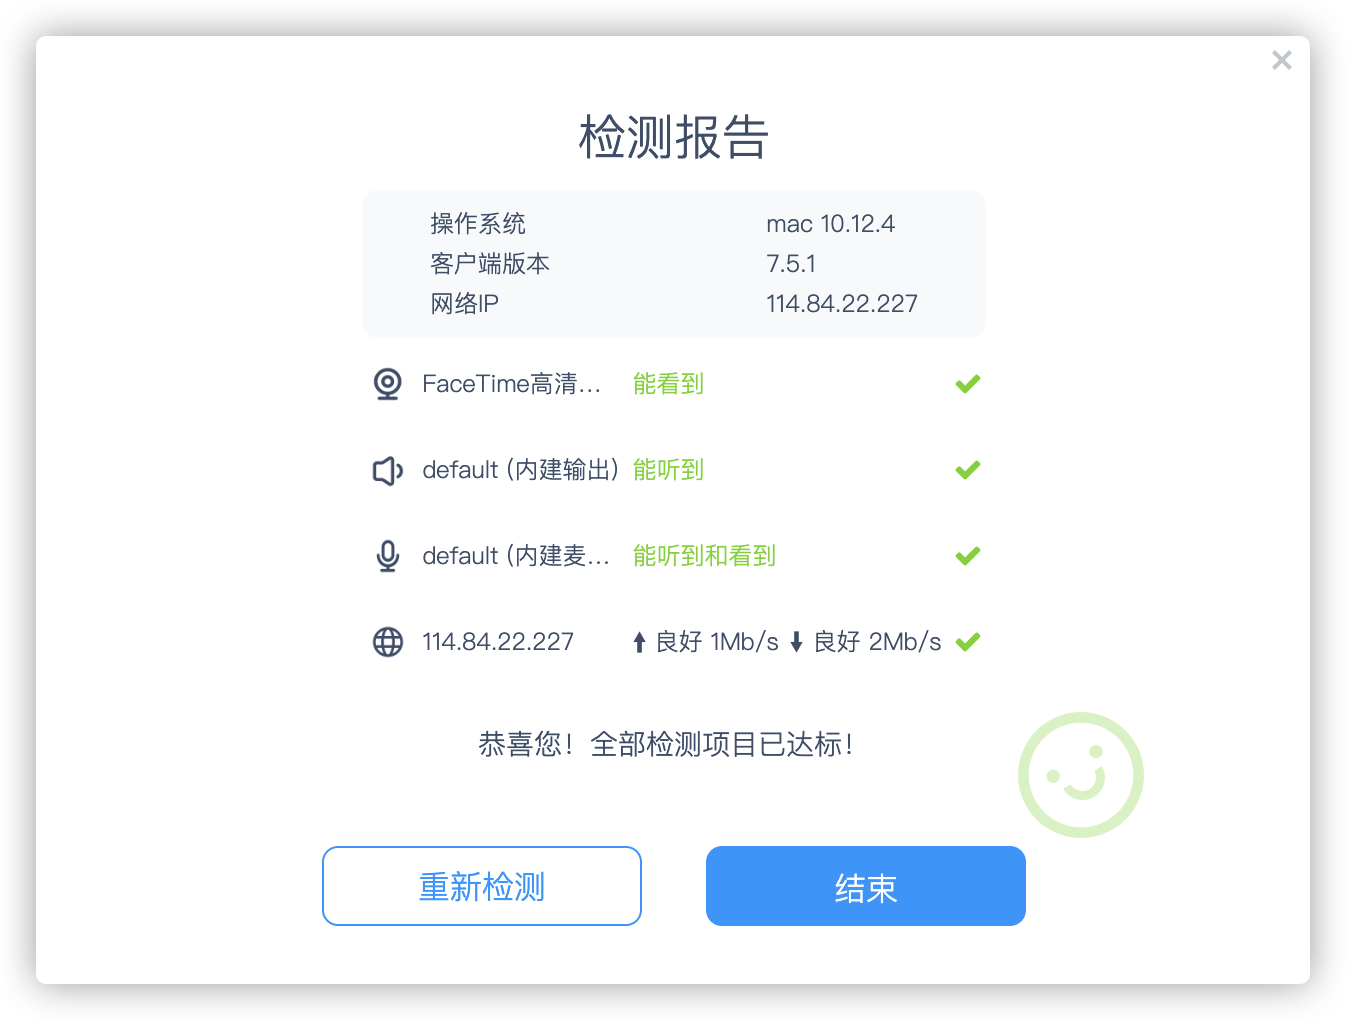 检测报告
操作系统 mac 10.12.4
客户端版本 7.5.1
网络IP 114.84.22.227
FaceTime高清... 能看到
default (内建输出) 能听到
default (内建麦... 能听到和看到
114.84.22.227 良好 1Mb/s 良好 2Mb/s
恭喜您！全部检测项目已达标！
重新检测 结束